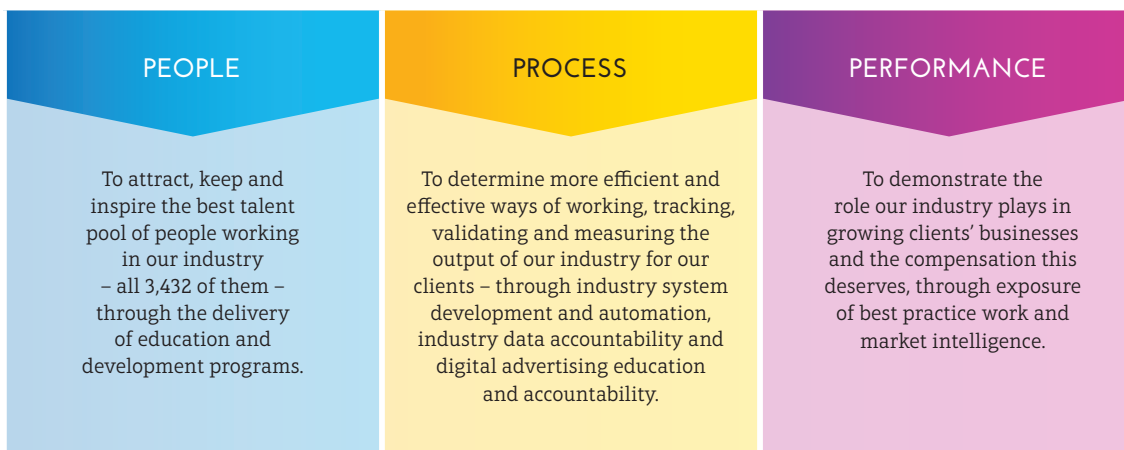 PEOPLE
To attract, keep and
inspire the best talent
pool of people working
in our industry
– all 3,432 of them –
through the delivery
of education and
development programs.
PROCESS
To determine more efficient and
effective ways of working, tracking,
validating and measuring the
output of our industry for our
clients – through industry system
development and automation,
industry data accountability and
digital advertising education
and accountability.
PERFORMANCE
To demonstrate the
role our industry plays in
growing clients’ businesses
and the compensation this
deserves, through exposure
of best practice work and
market intelligence.